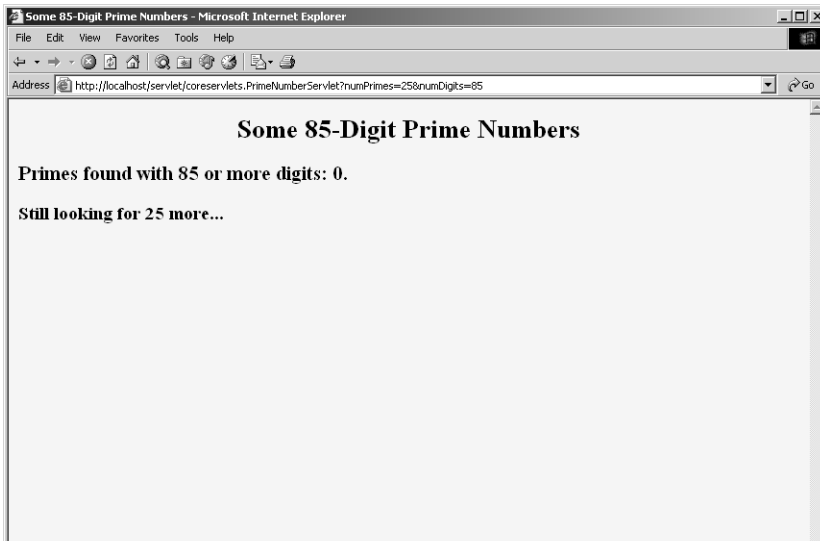 Some 85-Digit Prime Numbers - Microsoft Internet Explorer
File Edit View Favorites Tools Help
Address http://localhost/servlet/coreservlets.PrimeNumberServlet?numPrimes=25&numDigits=85 Go
Some 85-Digit Prime Numbers
Primes found with 85 or more digits: 0.
Still looking for 25 more...